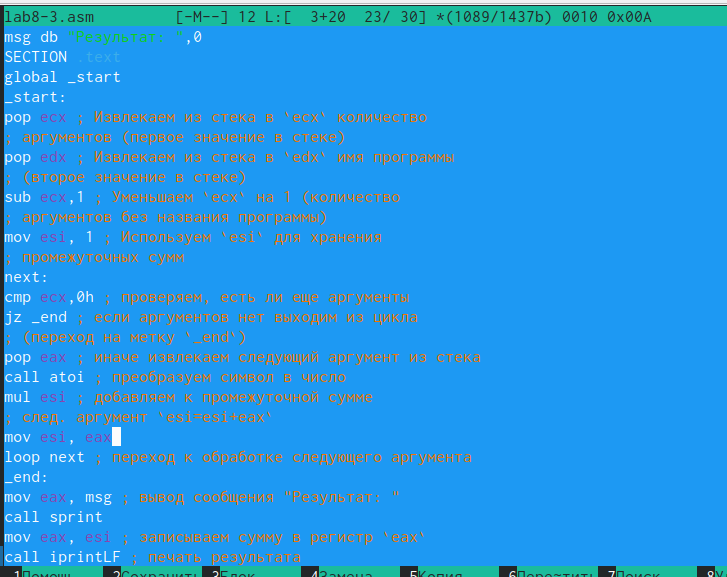 lab8-3.asm [-M--] 12 L:[ 3+20 23/ 30] *(1089/1437b) 0010 0x00A
msg db "Результат: ",0
SECTION .text
global _start
_start:
pop ecx ; Извлекаем из стека в `ecx` количество
; аргументов (первое значение в стеке)
pop edx ; Извлекаем из стека в `edx` имя программы
; (второе значение в стеке)
sub ecx,1 ; Уменьшаем `ecx` на 1 (количество
; аргументов без названия программы)
mov esi, 1 ; Используем `esi` для хранения
; промежуточных сумм
next:
cmp ecx,0h ; проверяем, есть ли еще аргументы
jz _end ; если аргументов нет выходим из цикла
; (переход на метку `_end`)
pop eax ; иначе извлекаем следующий аргумент из стека
call atoi ; преобразуем символ в число
mul esi ; добавляем к промежуточной сумме
; след. аргумент `esi=esi+eax`
mov esi, eax
loop next ; переход к обработке следующего аргумента
_end:
mov eax, msg ; вывод сообщения "Результат: "
call sprint
mov eax, esi ; записываем сумму в регистр `eax`
call iprintLF ; печать результата
1Помощь 2Сохранить 3Блок 4Замена 5Копия 6Переместить 7Поиск